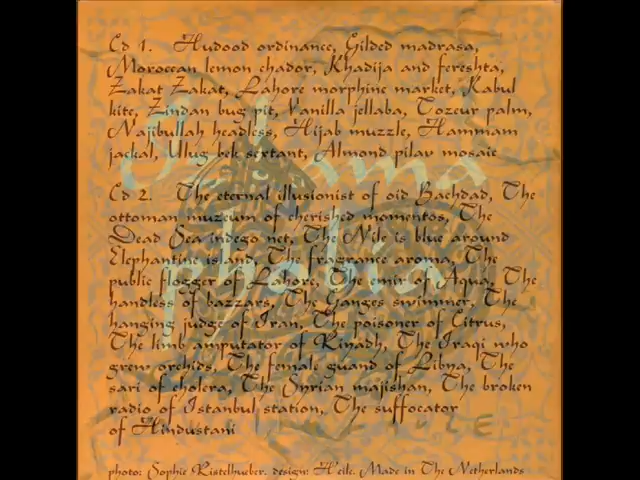 Cd 1. Hudood ordinance, Gilded madrasa,
Moroccan lemon chador, Khadija and fereshta,
Zakat Zakat, Lahore morphine market, Kabul
kite, Zindan bug pit, Vanilla jellaba, Tozeur palm,
Najibullah headless, Hijab muzzle, Hammam
jackal, Ulug bek sextant, Almond pilar mosaic
Cd 2. The eternal illusionist of old Baghdad, The
ottoman muzeum of cherished momentos, The
Dead Sea indego net, The Nile is blue around
Elephantine island, The fragrance aroma, The
public flogger of Lahore, The emir of Aqua, The
handless of bazzars, The Ganges swimmer, The
hanging judge of Iran, The poisoner of Citrus,
The limb amputator of Riyadh, The Iraqi who
grew orchids, The female guand of Libya, The
sari of cholera, The Syrian majishan, The broken
radio of Istanbul station, The suffocator
of Hindustani
photo: Sophie Ristelhueber. design: Heile. Made in The Netherlands